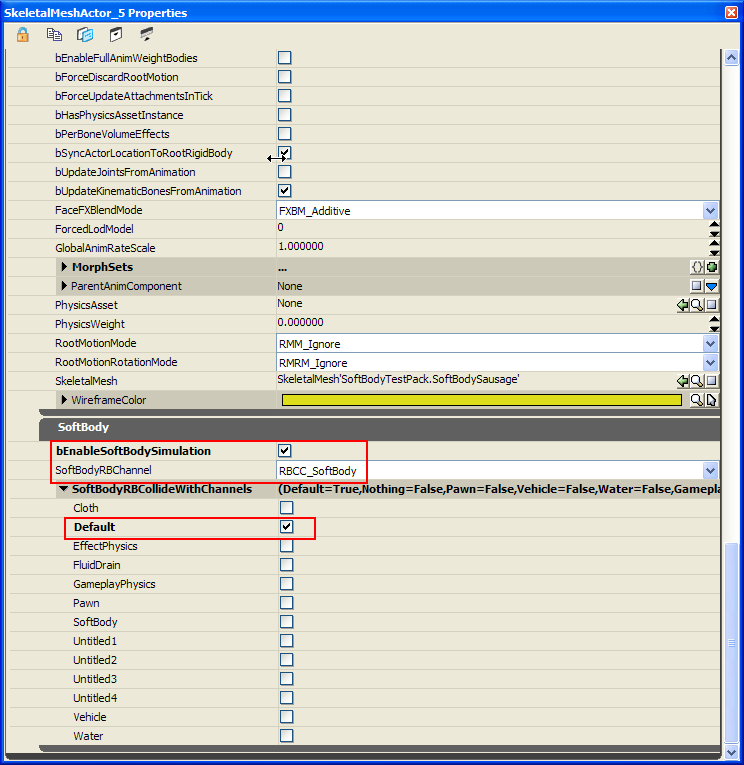 SkeletalMeshActor_5 Properties
bEnableFullAnimWeightBodies
bForceDiscardRootMotion
bForceUpdateAttachmentsInTick
bHasPhysicsAssetInstance
bPerBoneVolumeEffects
bSyncActorLocationToRootRigidBody
bUpdateJointsFromAnimation
bUpdateKinematicBonesFromAnimation
FaceFXBlendMode FXBM_Additive
ForcedLodModel 0
GlobalAnimRateScale 1.000000
MorphSets ...
ParentAnimComponent None
PhysicsAsset None
PhysicsWeight 0.000000
RootMotionMode RMM_Ignore
RootMotionRotationMode RMRM_Ignore
SkeletalMesh SkeletalMesh'SoftBodyTestPack.SoftBodySausage'
WireframeColor
SoftBody
bEnableSoftBodySimulation
SoftBodyRBChannel RBCC_SoftBody
SoftBodyRBCollideWithChannels (Default=True,Nothing=False,Pawn=False,Vehicle=False,Water=False,Gamepla
Cloth
Default
EffectPhysics
FluidDrain
GameplayPhysics
Pawn
SoftBody
Untitled1
Untitled2
Untitled3
Untitled4
Vehicle
Water